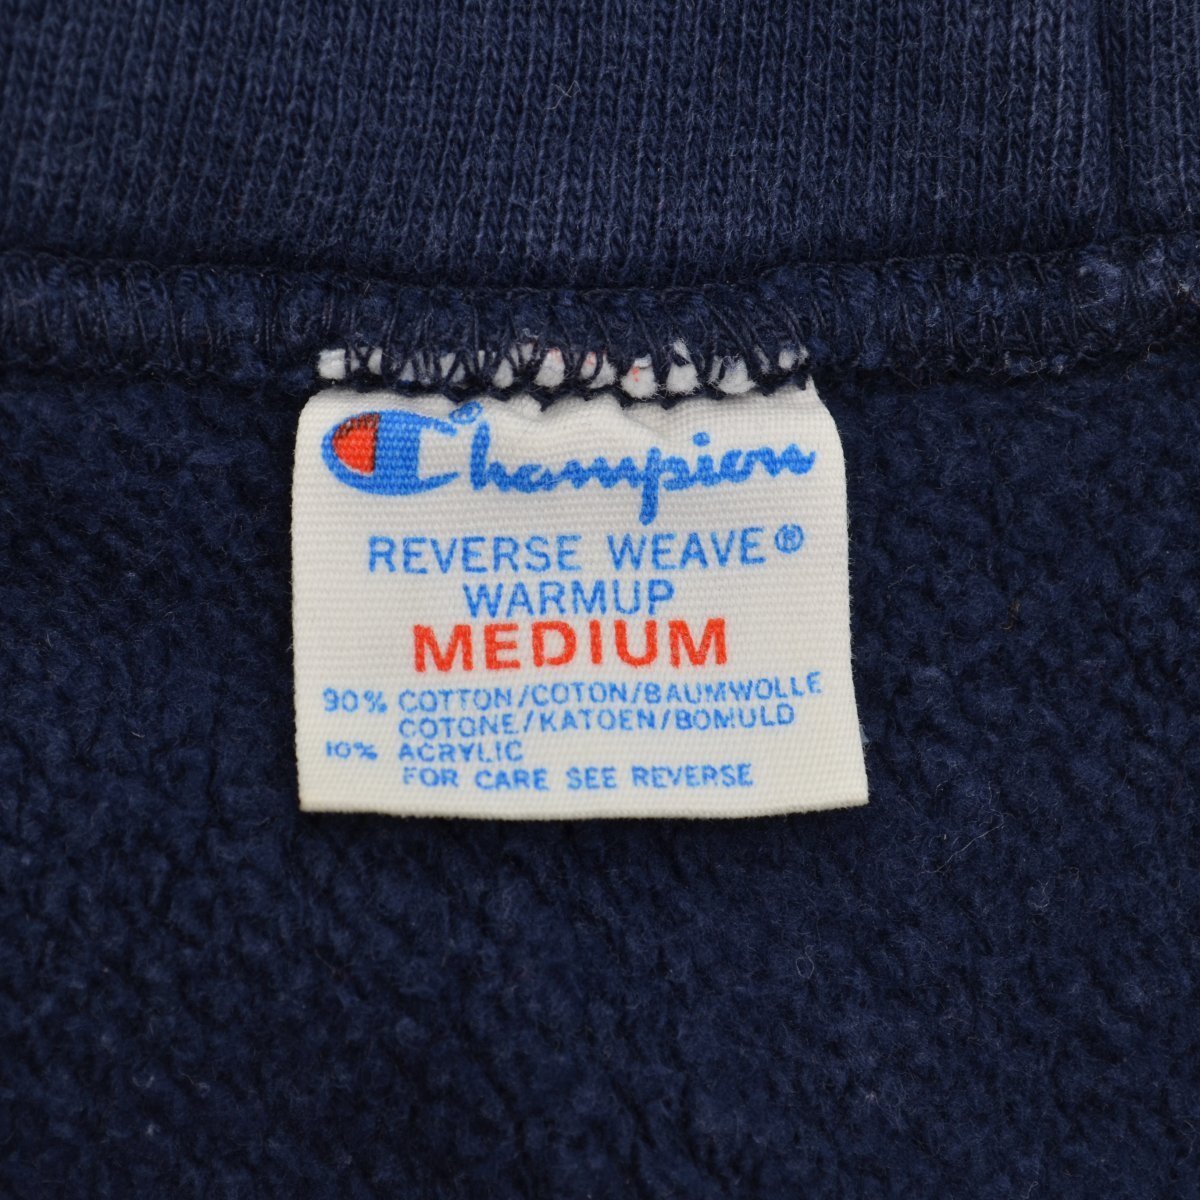 Champion®
REVERSE WEAVE®
WARMUP
MEDIUM
90% COTTON/COTON/BAUMWOLLE
COTONE/KATOEN/BOMULD
10% ACRYLIC
FOR CARE SEE REVERSE